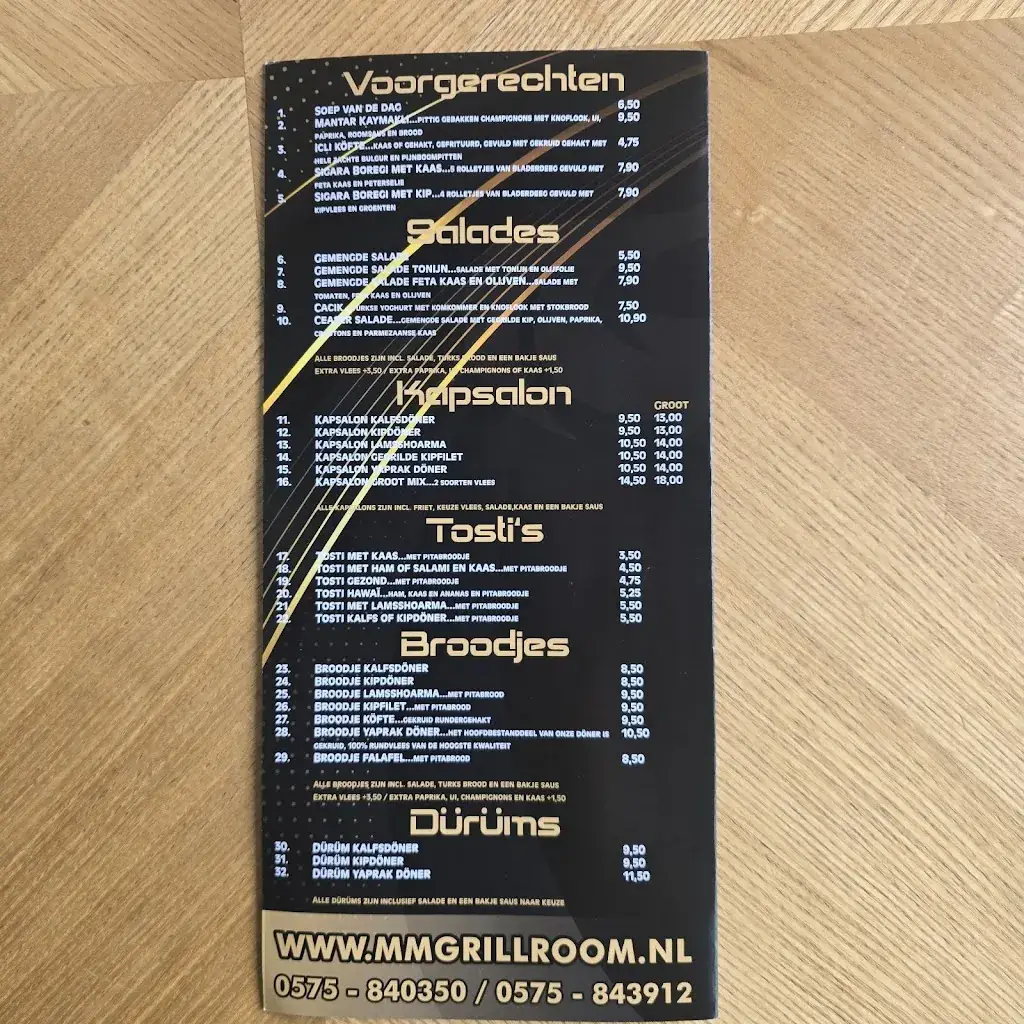 Voorgerechten
1. SOEP VAN DE DAG 6,50
2. MANTAR KAYMAKLI...PITTIG GEBAKKEN CHAMPIGNONS MET KNOFLOOK, UI, 9,50
PAPRIKA, ROOMSAUS EN BROOD
3. ICLI KÖFTE...KAAS OF GEHAKT, GEFRITUURD, GEVULD MET GEKRUID GEHAKT MET 4,75
HELE ZACHTE BULGUR EN PIJNBOOMPITTEN
4. SIGARA BOREGI MET KAAS...5 ROLLETJES VAN BLADERDEEG GEVULD MET 7,90
FETA KAAS EN PETERSELIE
5. SIGARA BOREGI MET KIP...4 ROLLETJES VAN BLADERDEEG GEVULD MET 7,90
KIPVLEES EN GROENTEN
Salades
6. GEMENGDE SALADE 5,50
7. GEMENGDE SALADE TONIJN...SALADE MET TONIJN EN OLIJFOLIE 9,50
8. GEMENGDE SALADE FETA KAAS EN OLIJVEN...SALADE MET 7,90
TOMATEN, FETA KAAS EN OLIJVEN
9. CACIK...TURKSE YOGHURT MET KOMKOMMER EN KNOFLOOK MET STOKBROOD 7,50
10. CEASER SALADE...GEMENGDE SALADE MET GEGRILDE KIP, OLIJVEN, PAPRIKA, 10,90
CROUTONS EN PARMEZAANSE KAAS
ALLE BROODJES ZIJN INCL. SALADE, TURKS BROOD EN EEN BAKJE SAUS
EXTRA VLEES +3,50 / EXTRA PAPRIKA, UI, CHAMPIGNONS OF KAAS +1,50
Kapsalon
GROOT
11. KAPSALON KALFSDÖNER 9,50 13,00
12. KAPSALON KIPDÖNER 9,50 13,00
13. KAPSALON LAMSSHOARMA 10,50 14,00
14. KAPSALON GEGRILDE KIPFILET 10,50 14,00
15. KAPSALON YAPRAK DÖNER 10,50 14,00
16. KAPSALON GROOT MIX...2 SOORTEN VLEES 14,50 18,00
ALLE KAPSALONS ZIJN INCL. FRIET, KEUZE VLEES, SALADE,KAAS EN EEN BAKJE SAUS
Tosti's
17. TOSTI MET KAAS...MET PITABROODJE 3,50
18. TOSTI MET HAM OF SALAMI EN KAAS...MET PITABROODJE 4,50
19. TOSTI GEZOND...MET PITABROODJE 4,75
20. TOSTI HAWAÏ...HAM, KAAS EN ANANAS EN PITABROODJE 5,25
21. TOSTI MET LAMSSHOARMA...MET PITABROODJE 5,50
22. TOSTI KALFS OF KIPDÖNER...MET PITABROODJE 5,50
Broodjes
23. BROODJE KALFSDÖNER 8,50
24. BROODJE KIPDÖNER 8,50
25. BROODJE LAMSSHOARMA...MET PITABROOD 9,50
26. BROODJE KIPFILET...MET PITABROOD 9,50
27. BROODJE KÖFTE...GEKRUID RUNDERGEHAKT 9,50
28. BROODJE YAPRAK DÖNER...HET HOOFDBESTANDDEEL VAN ONZE DÖNER IS 10,50
GEKRUID, 100% RUNDVLEES VAN DE HOOGSTE KWALITEIT
29. BROODJE FALAFEL...MET PITABROOD 8,50
ALLE BROODJES ZIJN INCL. SALADE, TURKS BROOD EN EEN BAKJE SAUS
EXTRA VLEES +3,50 / EXTRA PAPRIKA, UI, CHAMPIGNONS EN KAAS +1,50
Dürüms
30. DÜRÜM KALFSDÖNER 9,50
31. DÜRÜM KIPDÖNER 9,50
32. DÜRÜM YAPRAK DÖNER 11,50
ALLE DÜRÜMS ZIJN INCLUSIEF SALADE EN EEN BAKJE SAUS NAAR KEUZE
WWW.MMGRILLROOM.NL
0575 - 840350 / 0575 - 843912